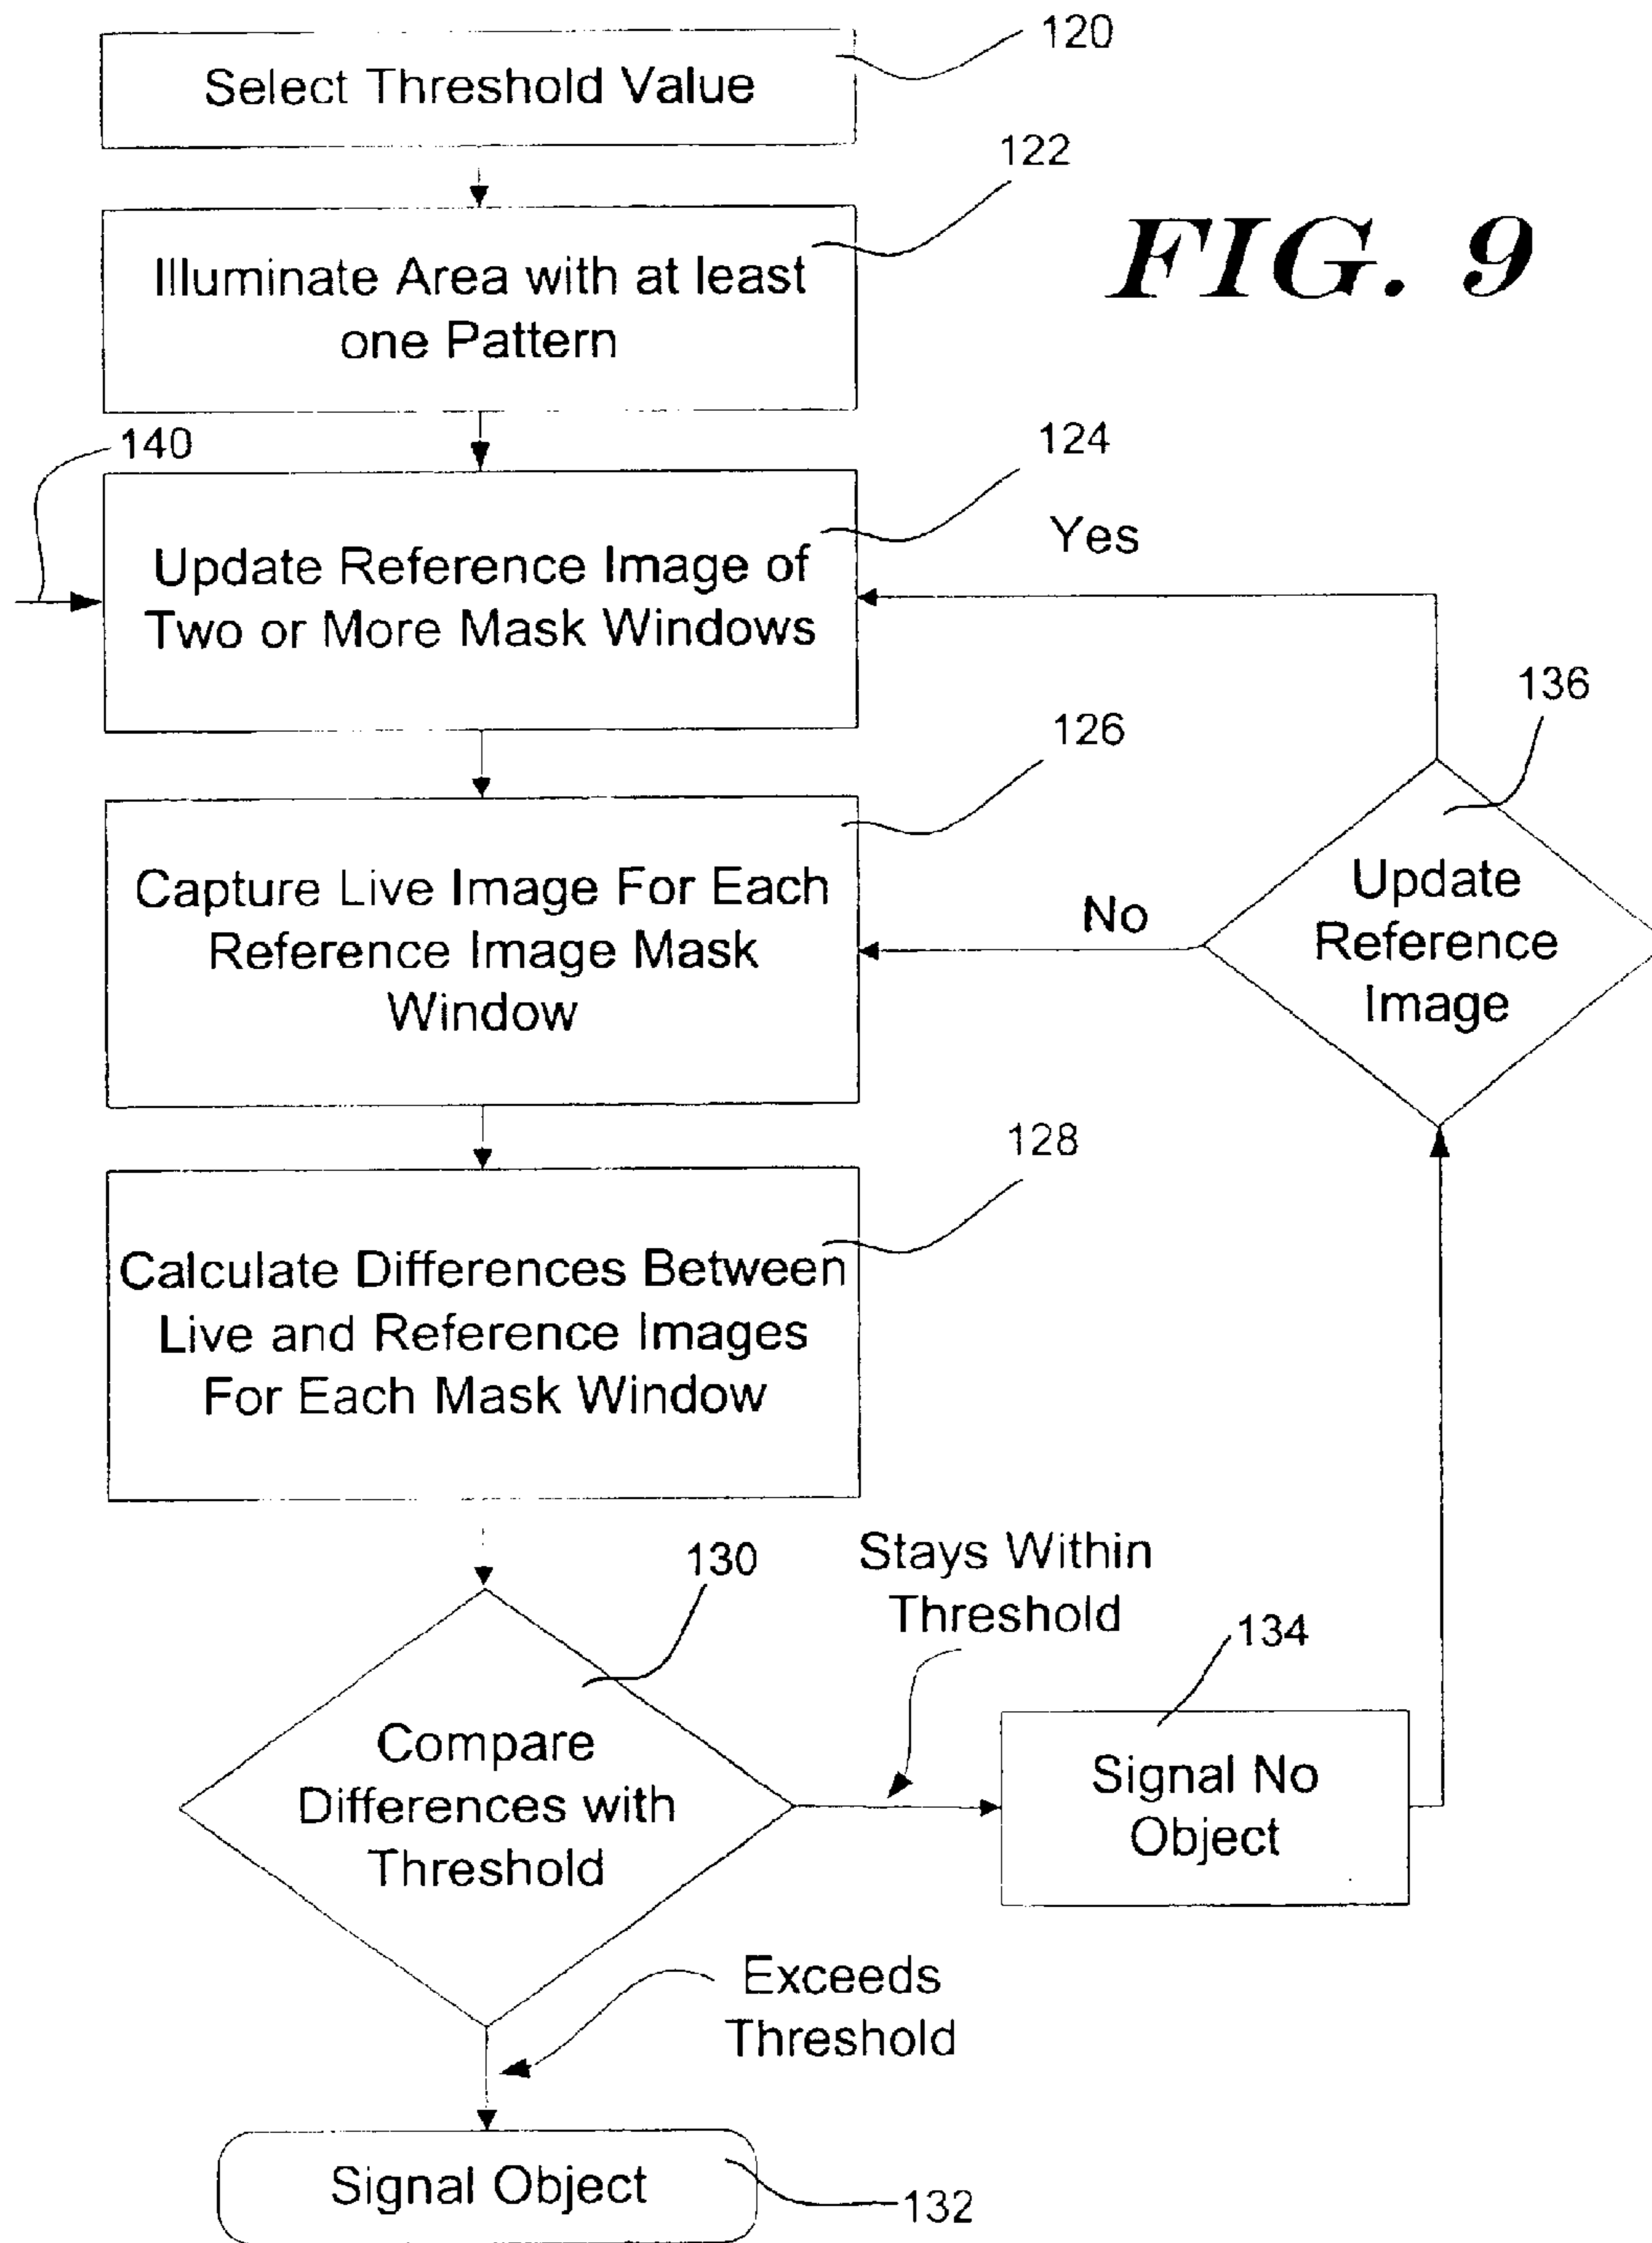 120
Select Threshold Value
122
FIG. 9
Illuminate Area with at least
one Pattern
140
124
Yes
Update Reference Image of
Two or More Mask Windows
136
126
Update
Reference
Image
No
Capture Live Image For Each
Reference Image Mask
Window
128
Calculate Differences Between
Live and Reference Images
For Each Mask Window
130
Stays Within
Threshold
134
Compare
Differences with
Threshold
Signal No
Object
Exceeds
Threshold
Signal Object
132